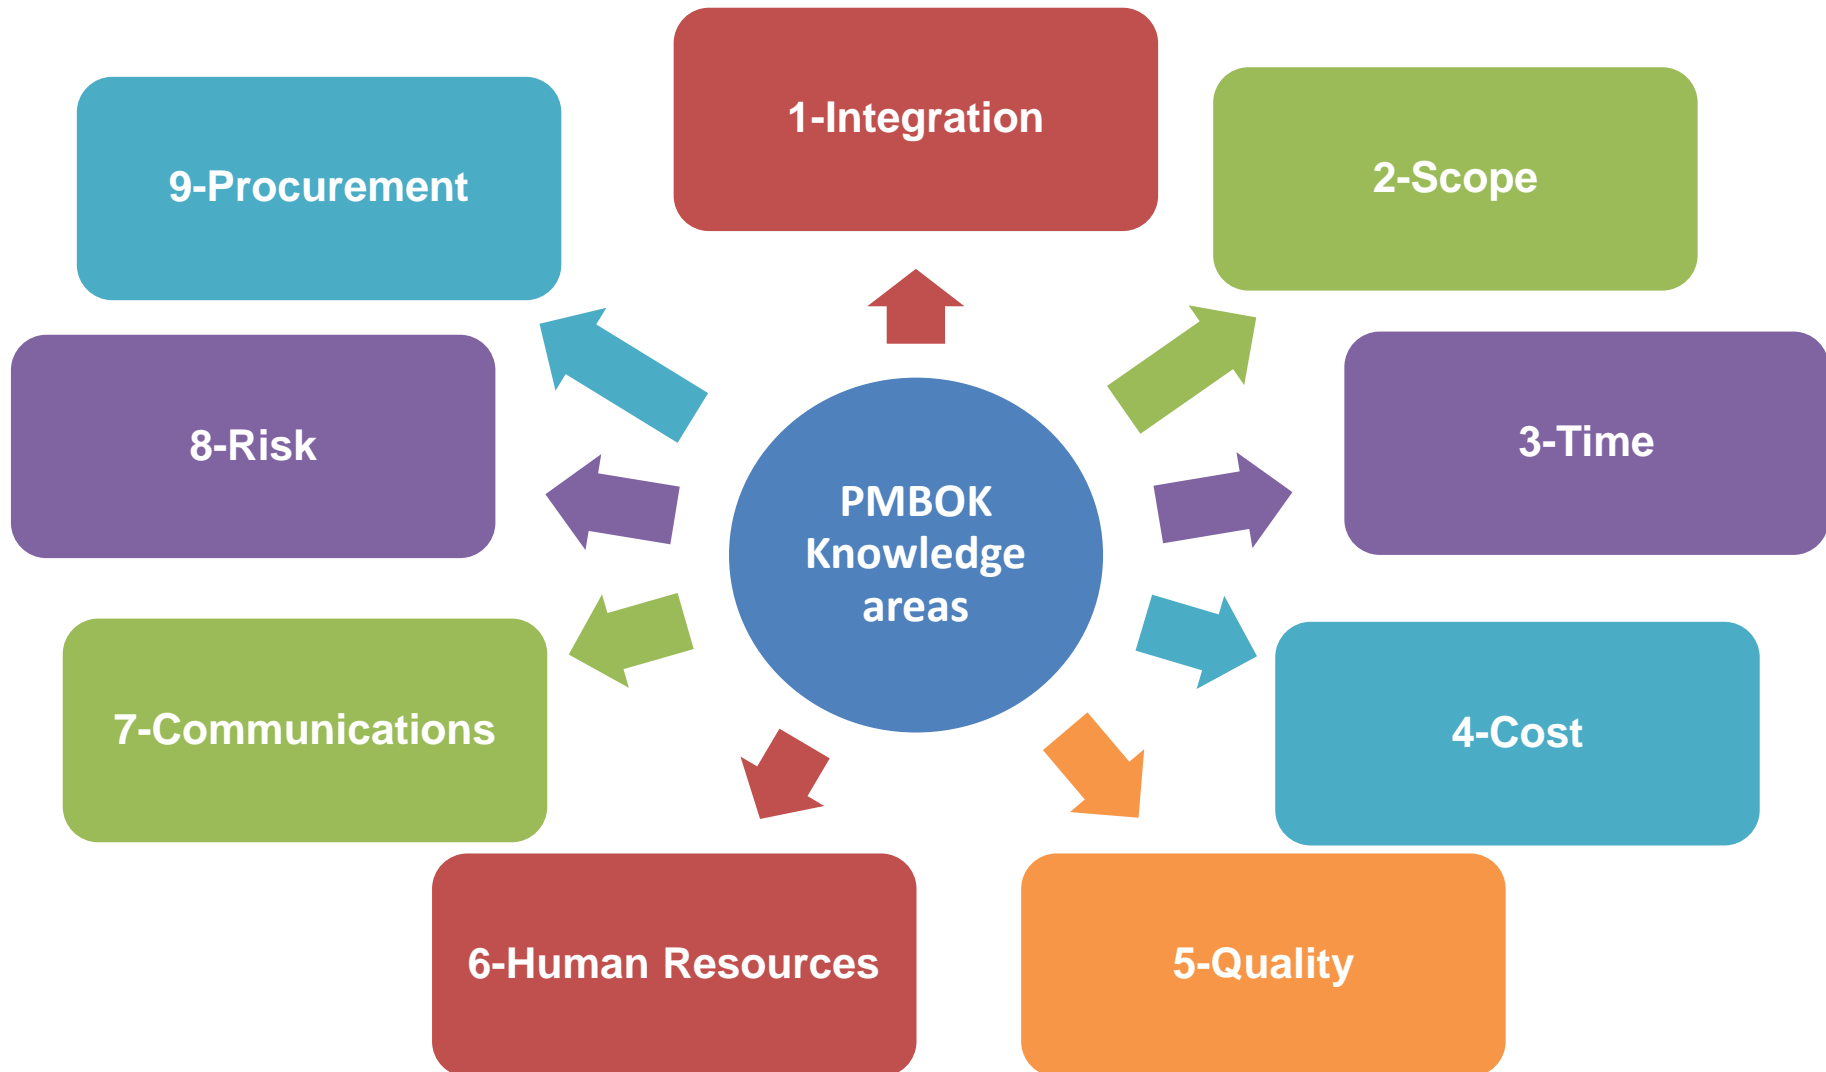 1-Integration
2-Scope
3-Time
4-Cost
5-Quality
6-Human Resources
7-Communications
8-Risk
9-Procurement
PMBOK
Knowledge
areas